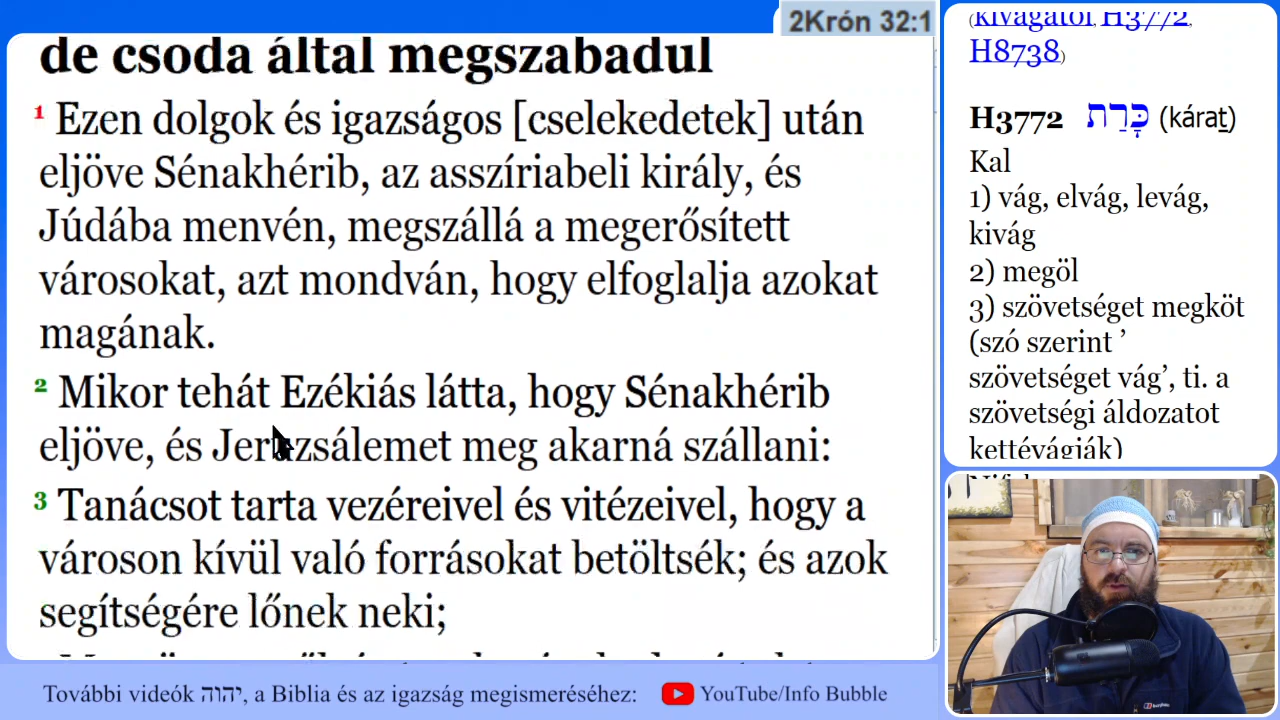 2Krón 32:1
de csoda által megszabadul
1 Ezen dolgok és igazságos [cselekedetek] után
eljöve Sénakhérib, az asszíriabeli király, és
Júdába menvén, megszállá a megerősített
városokat, azt mondván, hogy elfoglalja azokat
magának.
2 Mikor tehát Ezékiás látta, hogy Sénakhérib
eljöve, és Jeruzsálemet meg akarná szállani:
3 Tanácsot tarta vezéreivel és vitézeivel, hogy a
városon kívül való forrásokat betöltsék; és azok
segítségére lőnek neki;
(kivágatol, H3772,
H8738)
H3772 כָּרַת (kárat)
Kal
1) vág, elvág, levág,
kivág
2) megöl
3) szövetséget megköt
(szó szerint ’
szövetséget vág’, ti. a
szövetségi áldozatot
kettévágják)
További videók יהוה, a Biblia és az igazság megismeréséhez: YouTube/Info Bubble